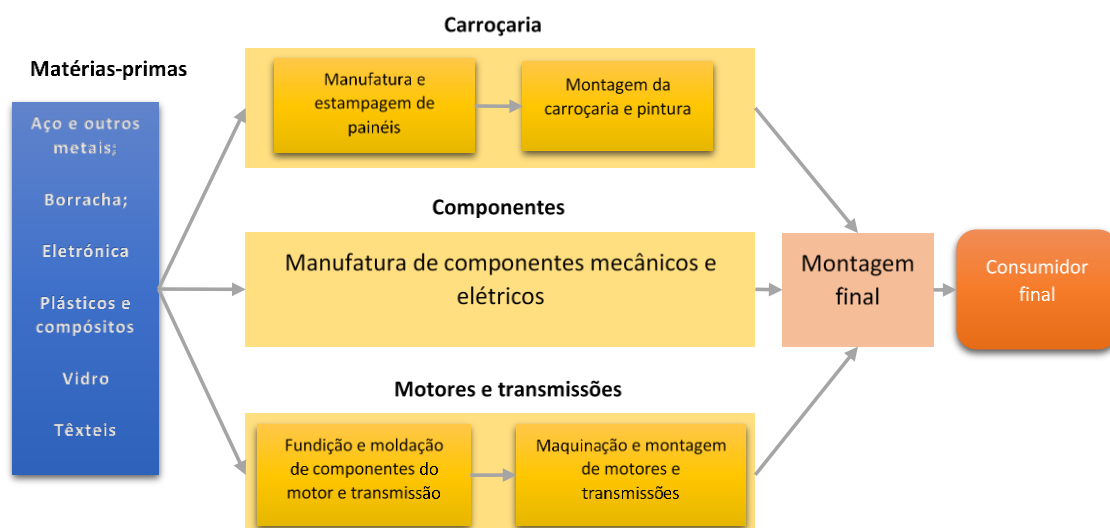 Matérias-primas
Aço e outros
metais;
Borracha;
Eletrónica
Plásticos e
compósitos
Vidro
Têxteis
Carroçaria
Manufatura e
estampagem de
painéis
Montagem da
carroçaria e pintura
Componentes
Manufatura de componentes mecânicos e
elétricos
Motores e transmissões
Fundição e moldação
de componentes do
motor e transmissão
Maquinação e montagem
de motores e
transmissões
Montagem
final
Consumidor
final